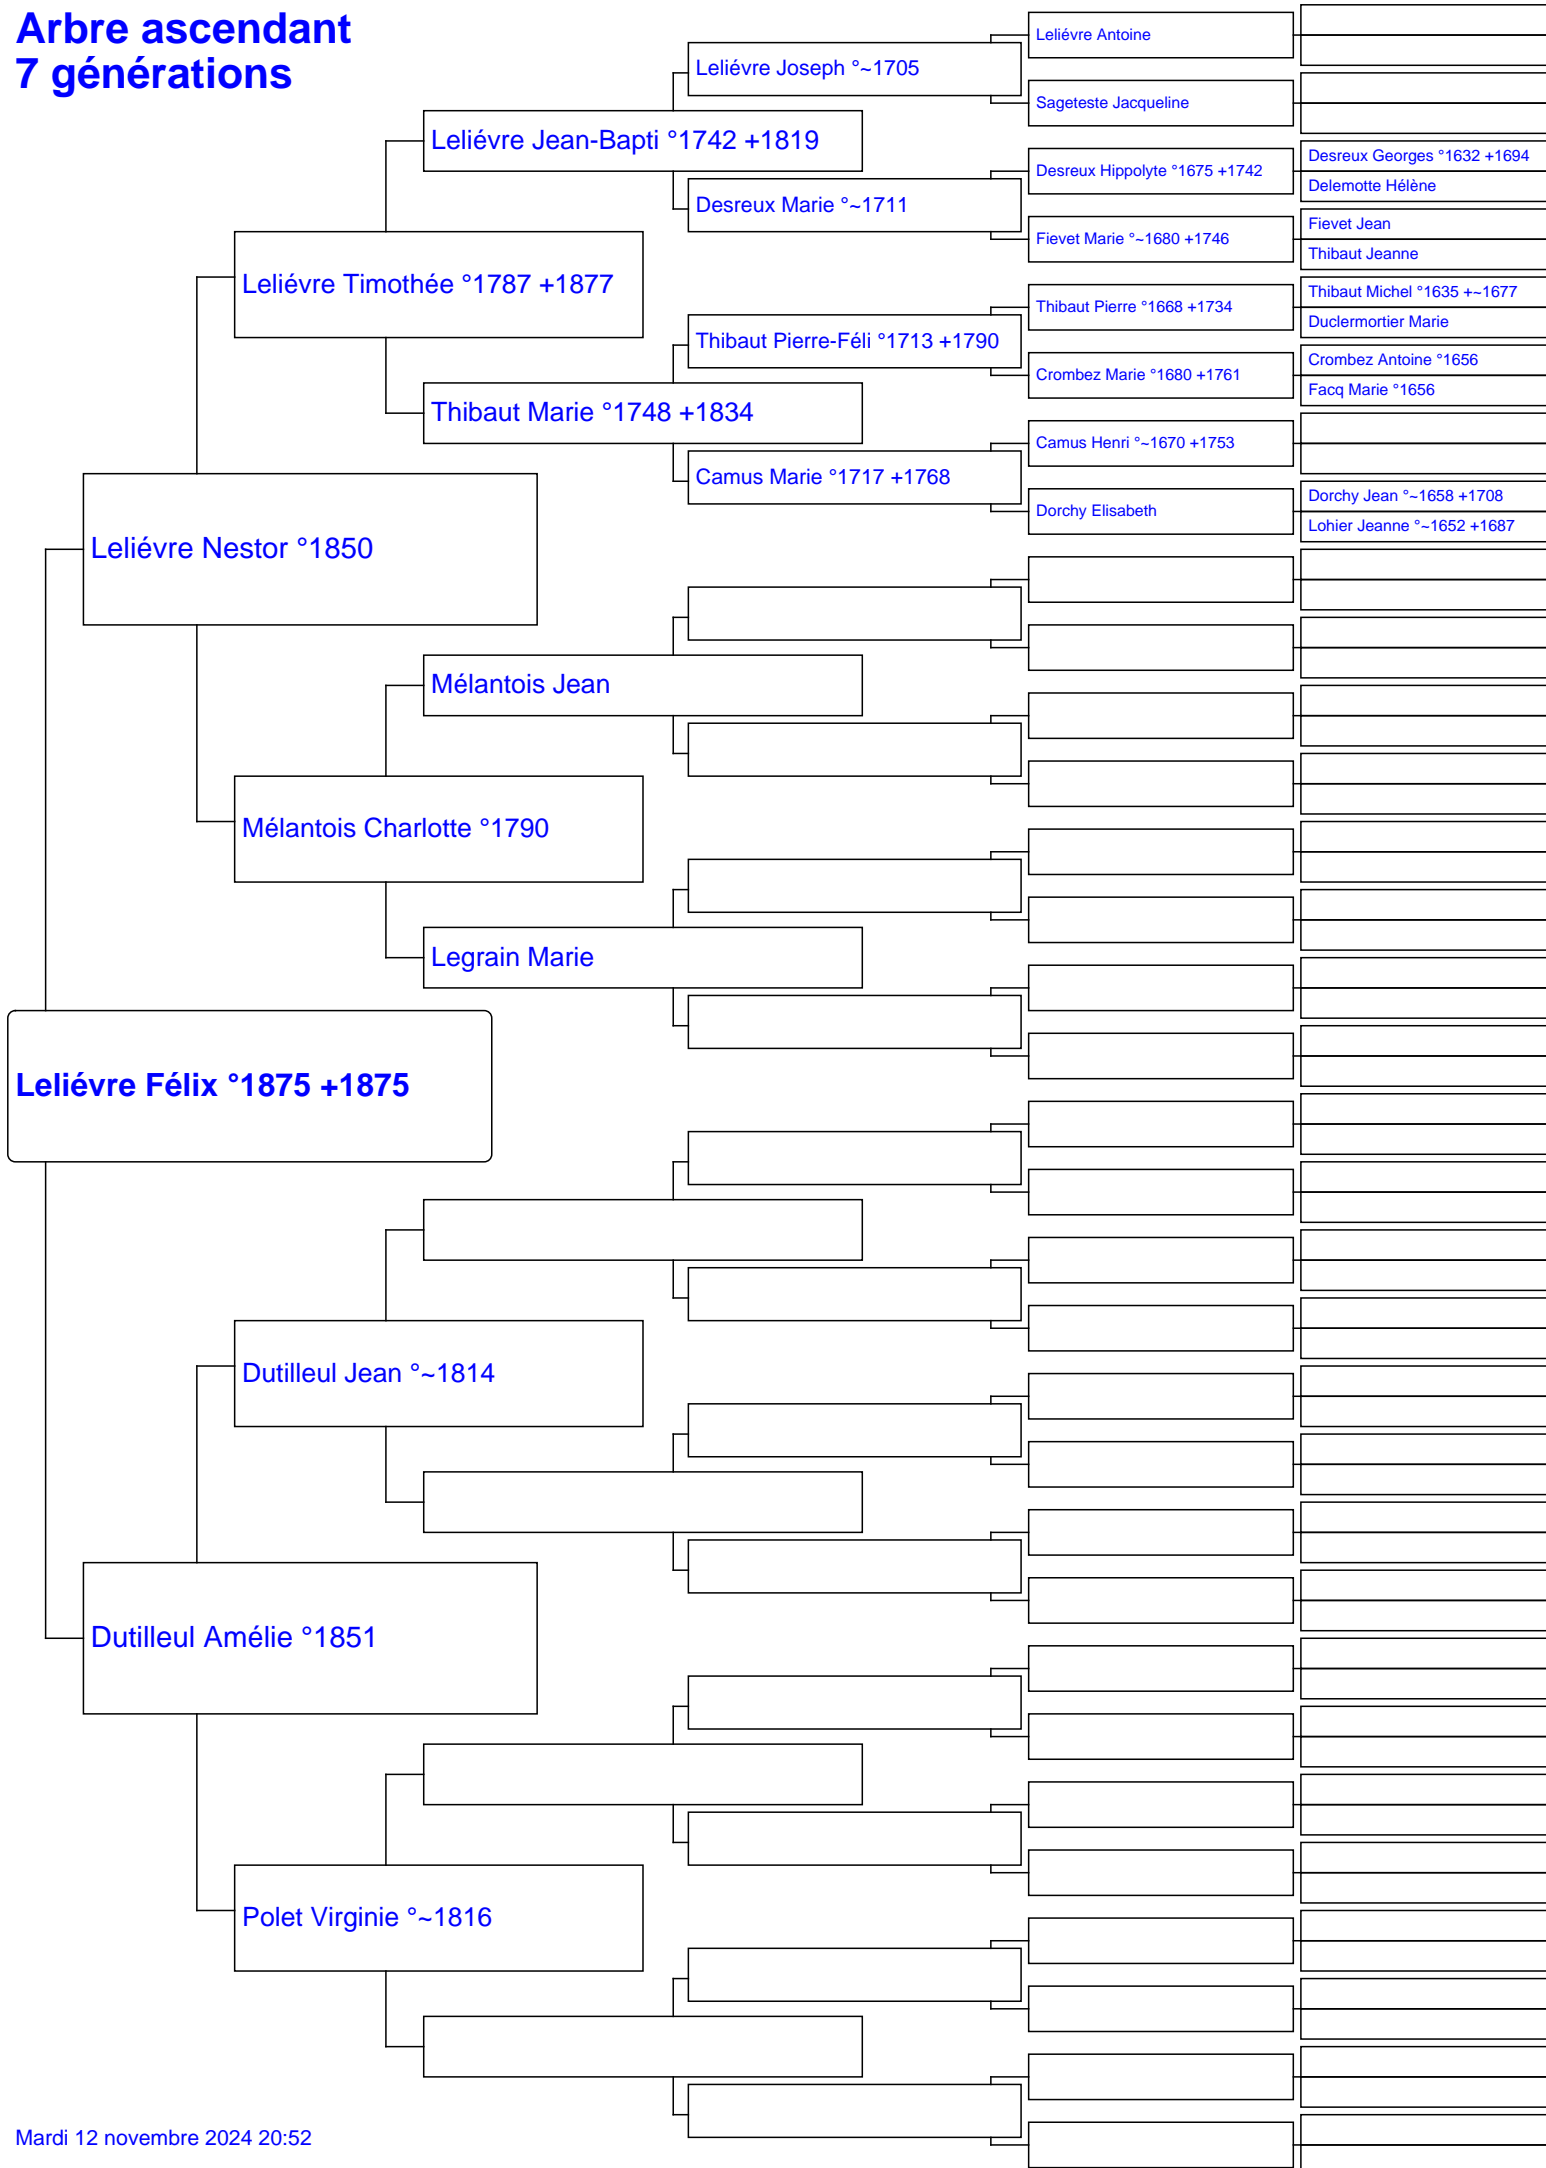 Arbre ascendant
7 générations
Leliévre Antoine
Leliévre Joseph °~1705
Sageteste Jacqueline
Leliévre Jean-Bapti °1742 +1819
Desreux Georges °1632 +1694
Desreux Hippolyte °1675 +1742
Delemotte Hélène
Desreux Marie °~1711
Fievet Jean
Fievet Marie °~1680 +1746
Thibaut Jeanne
Leliévre Timothée °1787 +1877
Thibaut Michel °1635 +~1677
Thibaut Pierre °1668 +1734
Duclermortier Marie
Thibaut Pierre-Féli °1713 +1790
Crombez Antoine °1656
Crombez Marie °1680 +1761
Facq Marie °1656
Thibaut Marie °1748 +1834
Camus Henri °~1670 +1753
Camus Marie °1717 +1768
Dorchy Jean °~1658 +1708
Dorchy Elisabeth
Lohier Jeanne °~1652 +1687
Leliévre Nestor °1850
Mélantois Jean
Mélantois Charlotte °1790
Legrain Marie
Leliévre Félix °1875 +1875
Dutilleul Jean °~1814
Dutilleul Amélie °1851
Polet Virginie °~1816
Mardi 12 novembre 2024 20:52